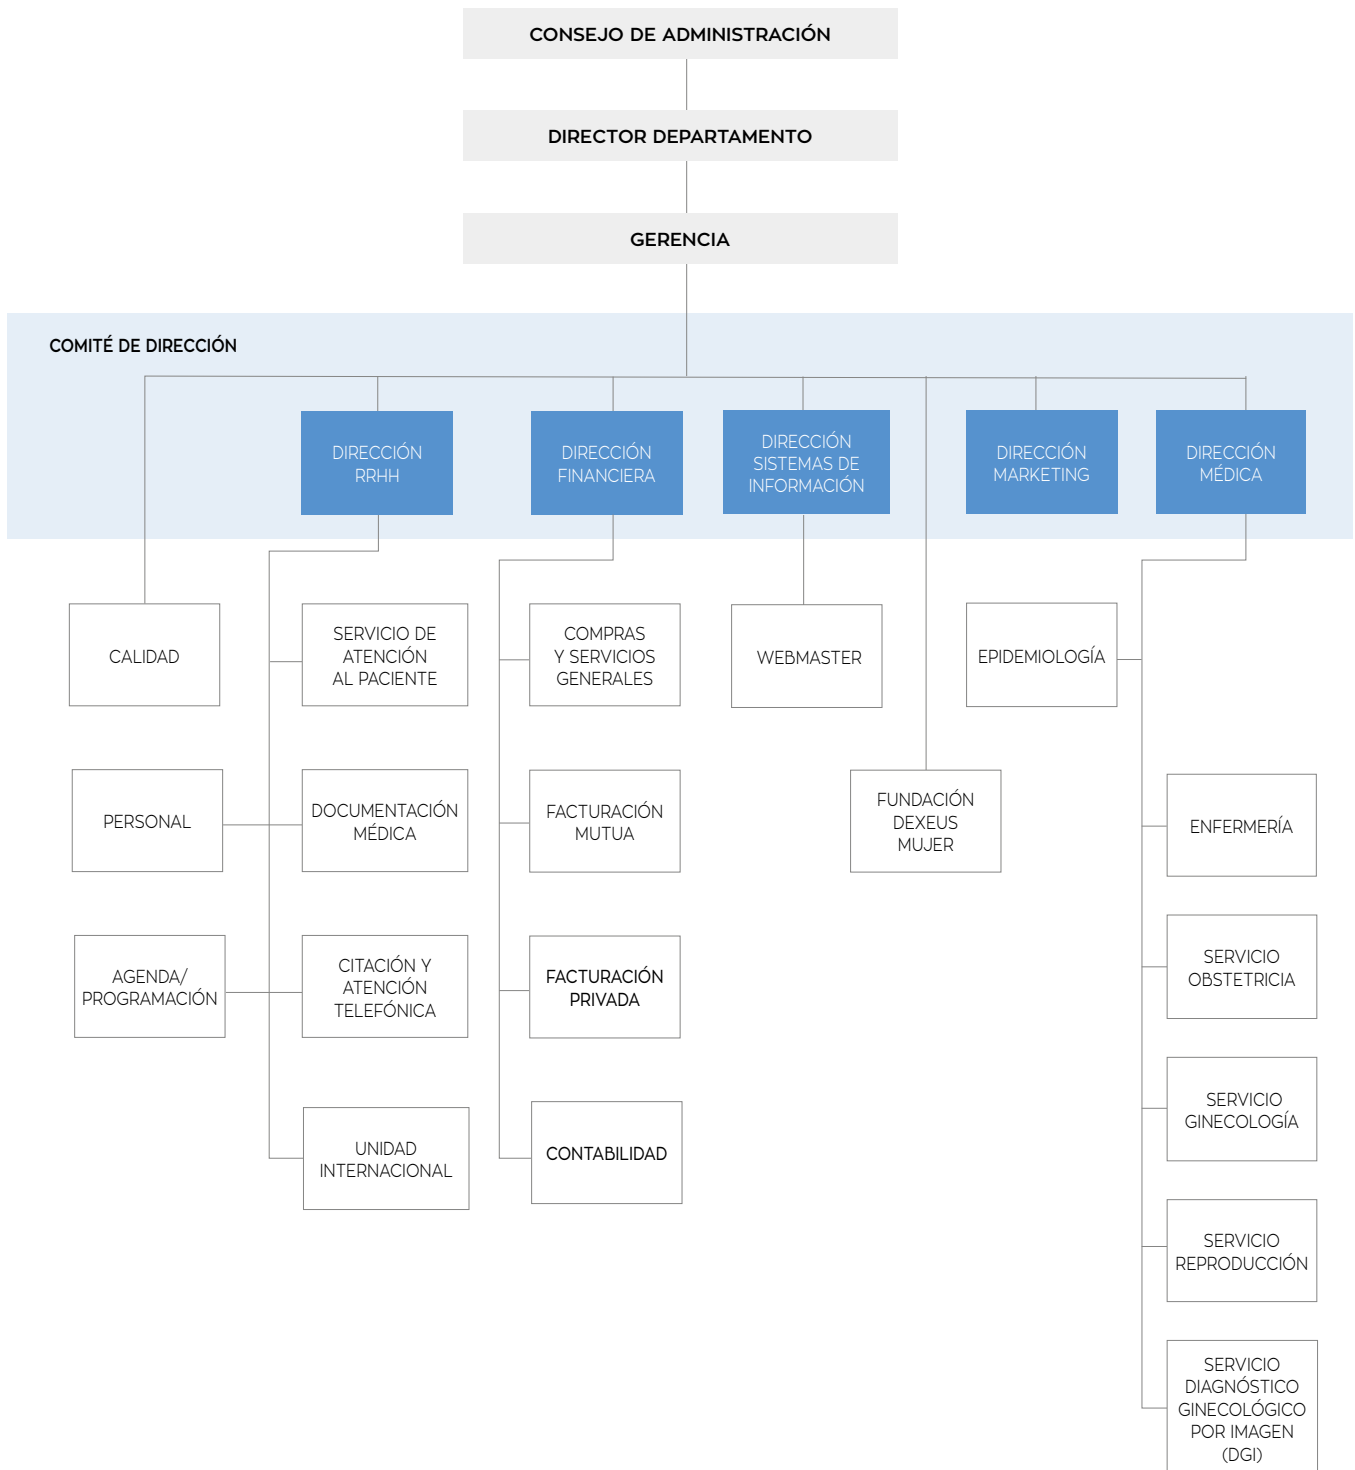 CONSEJO DE ADMINISTRACIÓN
DIRECTOR DEPARTAMENTO
GERENCIA
COMITÉ DE DIRECCIÓN
DIRECCIÓN
RRHH
DIRECCIÓN
FINANCIERA
DIRECCIÓN
SISTEMAS DE
INFORMACIÓN
DIRECCIÓN
MARKETING
DIRECCIÓN
MÉDICA
CALIDAD
SERVICIO DE
ATENCIÓN
AL PACIENTE
COMPRAS
Y SERVICIOS
GENERALES
WEBMASTER
EPIDEMIOLOGÍA
PERSONAL
DOCUMENTACIÓN
MÉDICA
FACTURACIÓN
MUTUA
FUNDACIÓN
DEXEUS
MUJER
ENFERMERÍA
AGENDA/
PROGRAMACIÓN
CITACIÓN Y
ATENCIÓN
TELEFÓNICA
FACTURACIÓN
PRIVADA
SERVICIO
OBSTETRICIA
UNIDAD
INTERNACIONAL
CONTABILIDAD
SERVICIO
GINECOLOGÍA
SERVICIO
REPRODUCCIÓN
SERVICIO
DIAGNÓSTICO
GINECOLÓGICO
POR IMAGEN
(DGI)